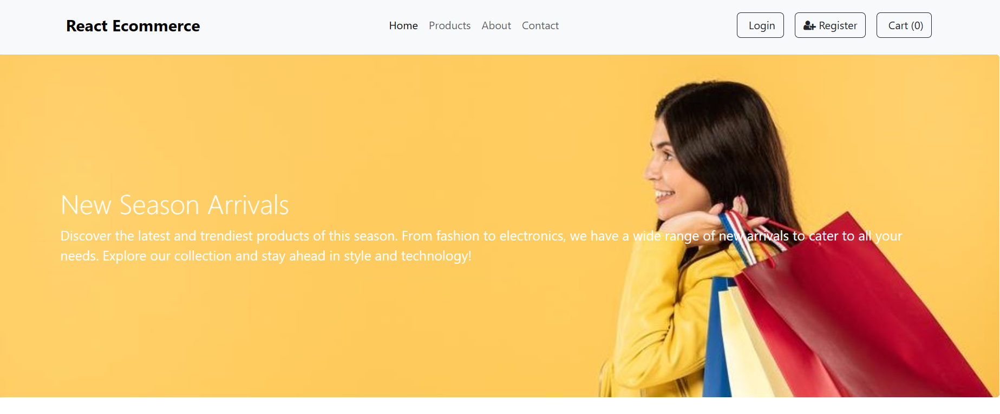 React Ecommerce
Home Products About Contact
Login Register Cart (0)
New Season Arrivals
Discover the latest and trendiest products of this season. From fashion to electronics, we have a wide range of new arrivals to cater to all your
needs. Explore our collection and stay ahead in style and technology!